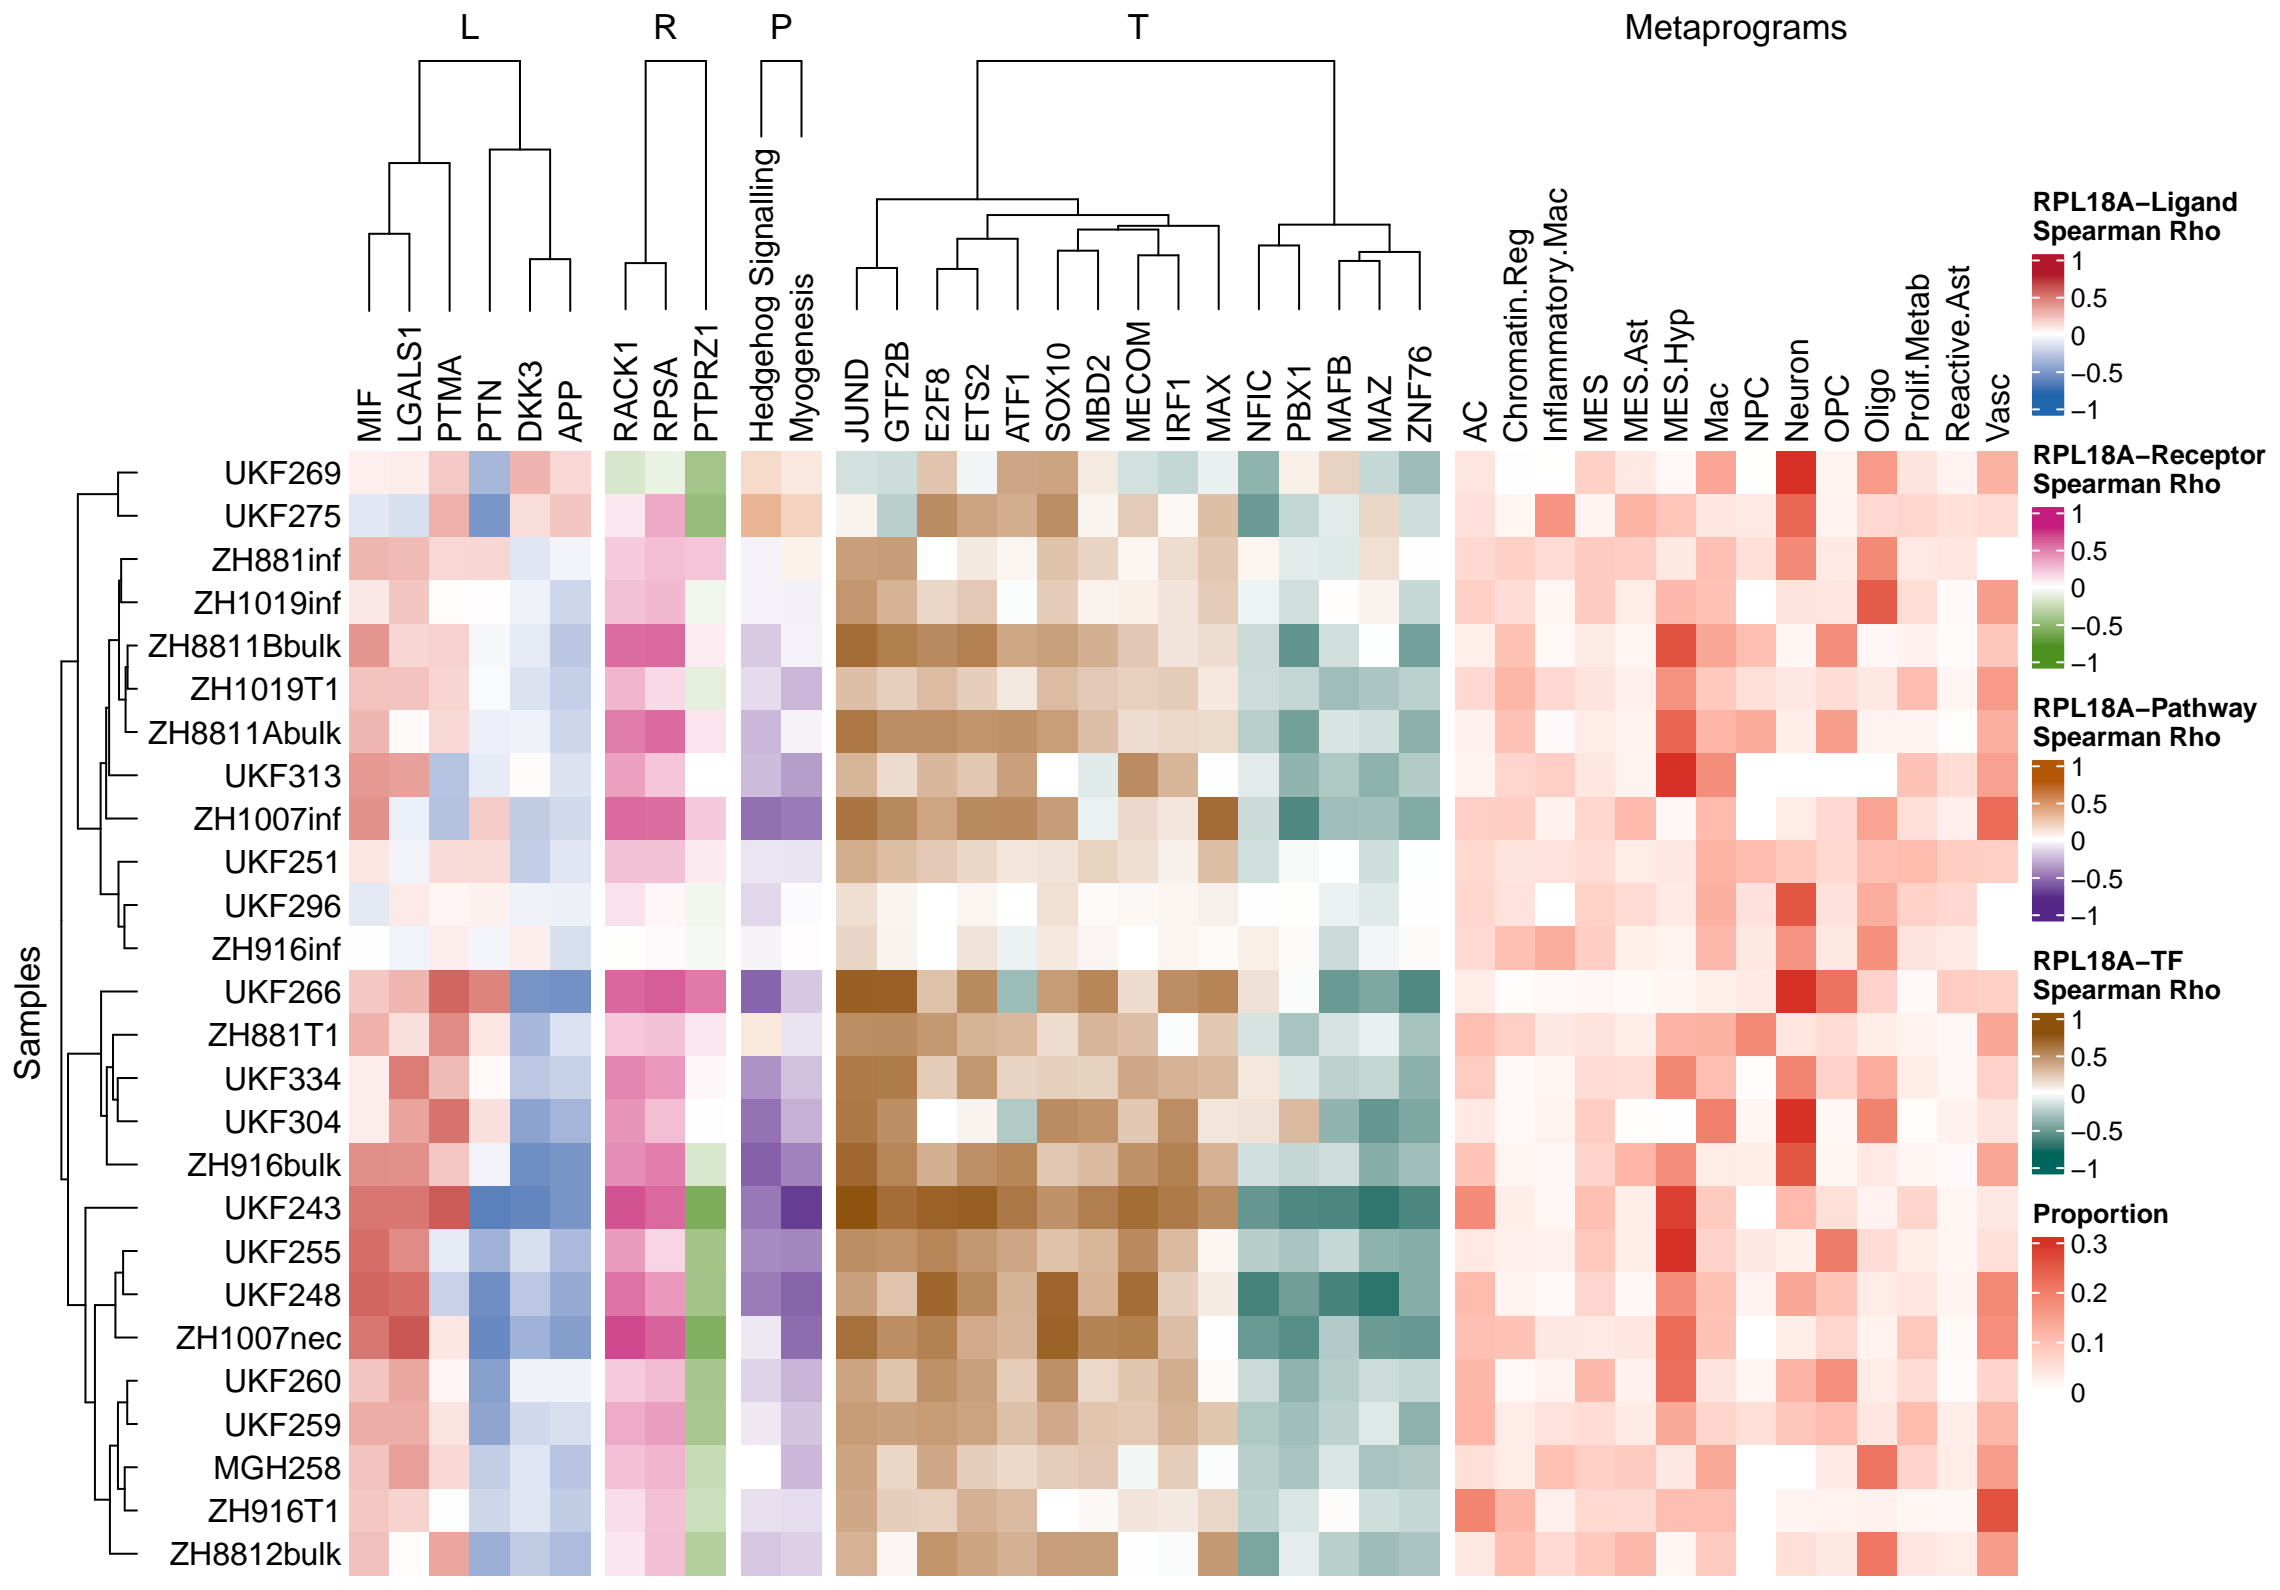 L
R
P
T
Metaprograms
MIF
LGALS1
PTMA
PTN
DKK3
APP
RACK1
RPSA
PTPRZ1
Hedgehog Signalling
Myogenesis
JUND
GTF2B
E2F8
ETS2
ATF1
SOX10
MBD2
MECOM
IRF1
MAX
NFIC
PBX1
MAFB
MAZ
ZNF76
AC
Chromatin.Reg
Inflammatory.Mac
MES
MES.Ast
MES.Hyp
Mac
NPC
Neuron
OPC
Oligo
Prolif.Metab
Reactive.Ast
Vasc
Samples
UKF269
UKF275
ZH881inf
ZH1019inf
ZH8811Bbulk
ZH1019T1
ZH8811Abulk
UKF313
ZH1007inf
UKF251
UKF296
ZH916inf
UKF266
ZH881T1
UKF334
UKF304
ZH916bulk
UKF243
UKF255
UKF248
ZH1007nec
UKF260
UKF259
MGH258
ZH916T1
ZH8812bulk
RPL18A−Ligand
Spearman Rho
1
0.5
0
−0.5
−1
RPL18A−Receptor
Spearman Rho
1
0.5
0
−0.5
−1
RPL18A−Pathway
Spearman Rho
1
0.5
0
−0.5
−1
RPL18A−TF
Spearman Rho
1
0.5
0
−0.5
−1
Proportion
0.3
0.2
0.1
0